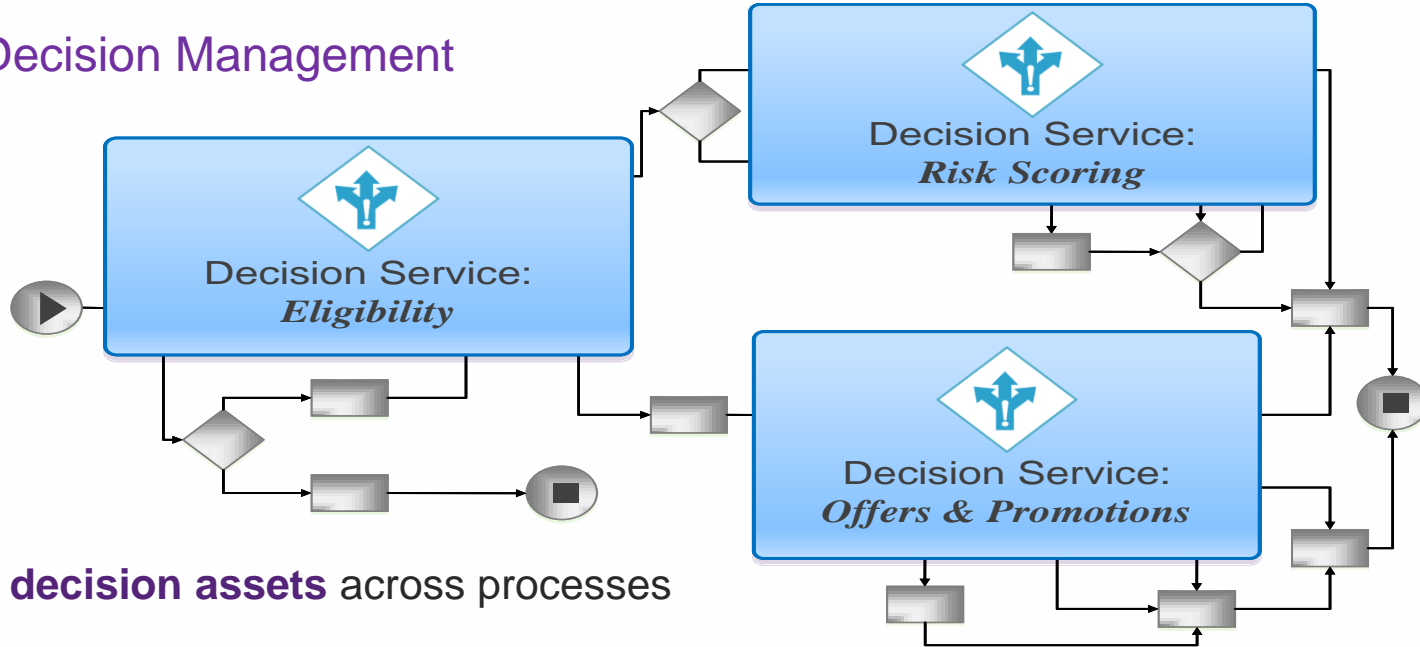 Decision Management
Decision Service:
Risk Scoring
Decision Service:
Eligibility
Decision Service:
Offers & Promotions
decision assets across processes